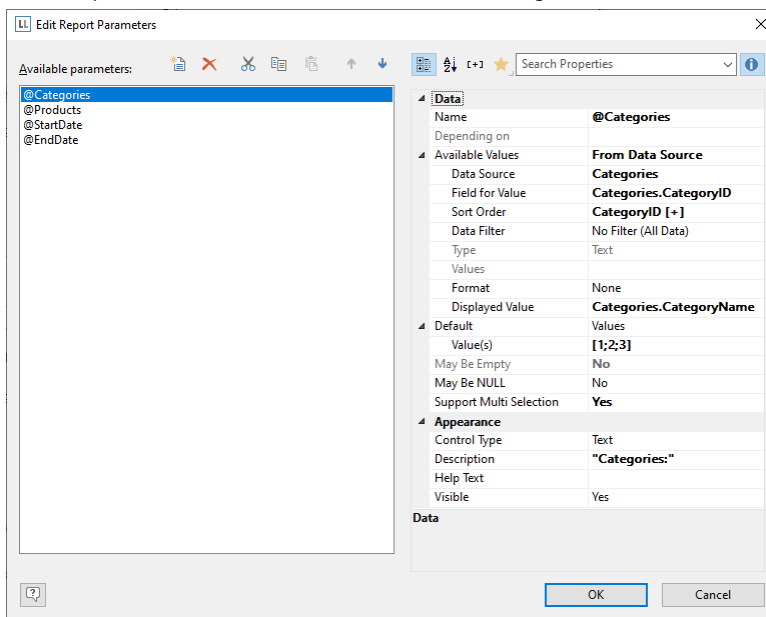 LL Edit Report Parameters
Available parameters:
@Categories
@Products
@StartDate
@EndDate
Search Properties
Data
Name @Categories
Depending on
Available Values From Data Source
Data Source Categories
Field for Value Categories.CategoryID
Sort Order CategoryID [+]
Data Filter No Filter (All Data)
Type Text
Values
Format None
Displayed Value Categories.CategoryName
Default Values
Value(s) [1;2;3]
May Be Empty No
May Be NULL No
Support Multi Selection Yes
Appearance
Control Type Text
Description "Categories:"
Help Text
Visible Yes
Data
OK Cancel